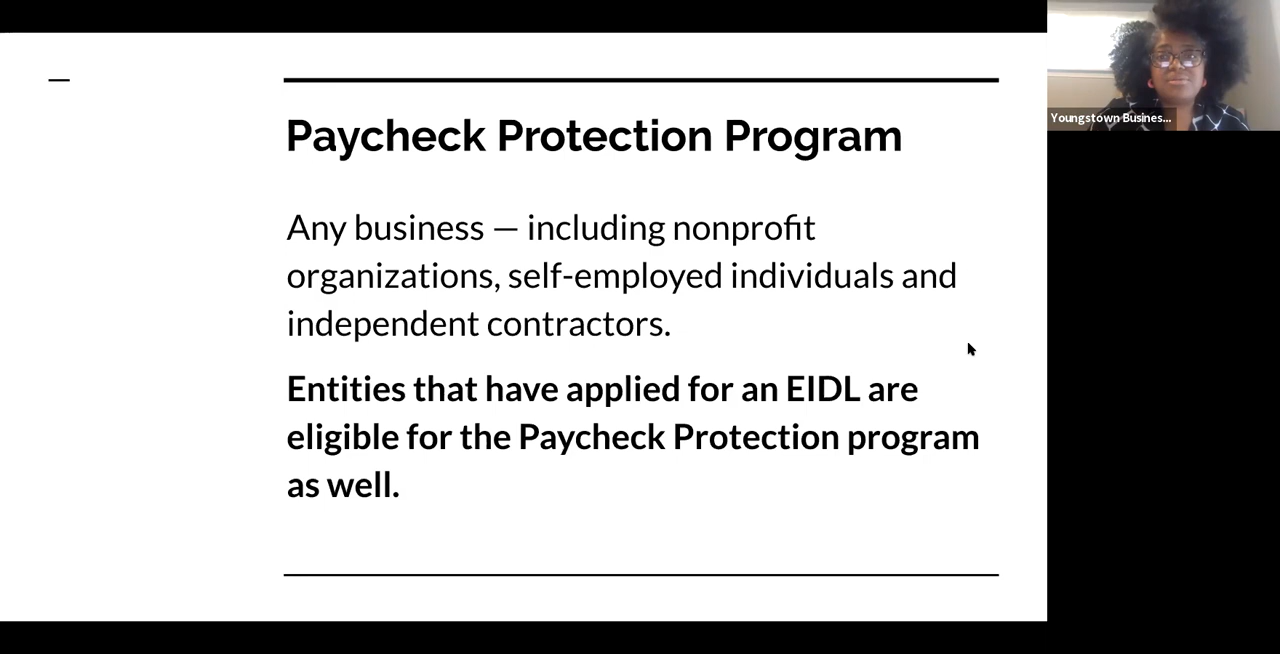 Paycheck Protection Program
Any business — including nonprofit
organizations, self-employed individuals and
independent contractors.
Entities that have applied for an EIDL are
eligible for the Paycheck Protection program
as well.
Youngstown Busines...